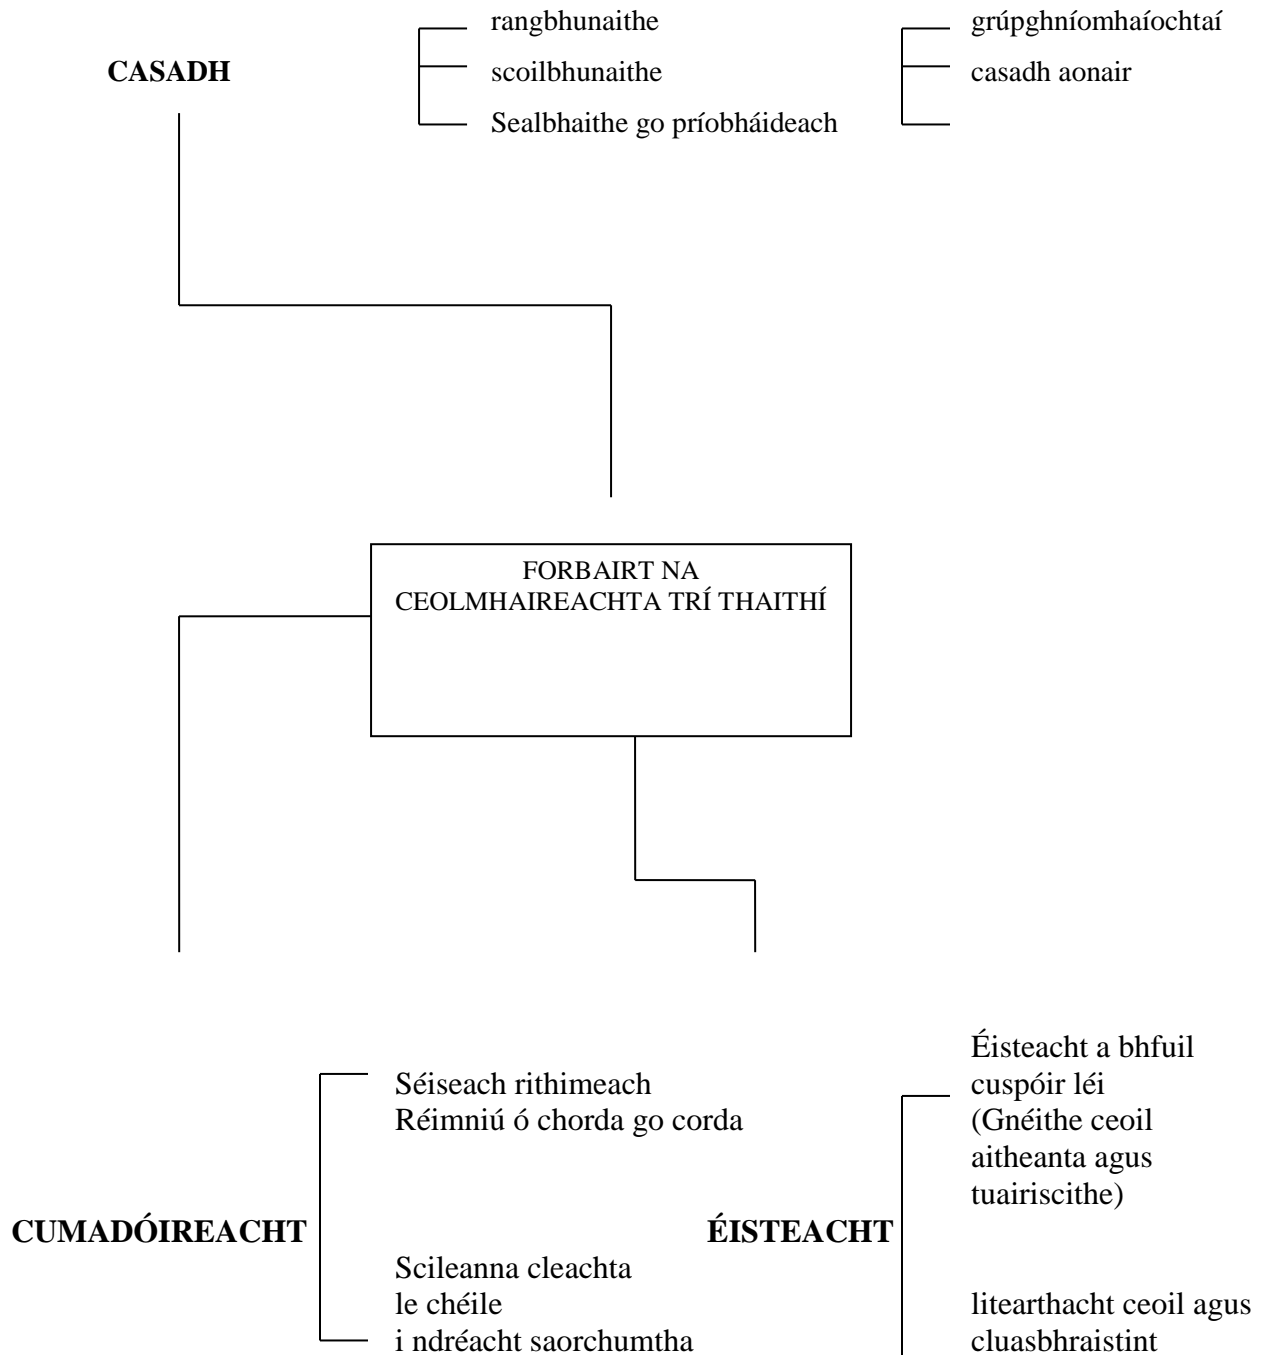 rangbhunaithe
grúpghníomhaíochtaí
CASADH
scoilbhunaithe
casadh aonair
Sealbhaithe go príobháideach
FORBAIRT NA
CEOLMHAIREACHTA TRÍ THAITHÍ
CUMADÓIREACHT
Séiseach rithimeach
Réimniú ó chorda go corda
Scileanna cleachta
le chéile
i ndréacht saorchumtha
ÉISTEACHT
Éisteacht a bhfuil
cuspóir léi
(Gnéithe ceoil
aitheanta agus
tuairiscithe)
litearthacht ceoil agus
cluasbhraistint